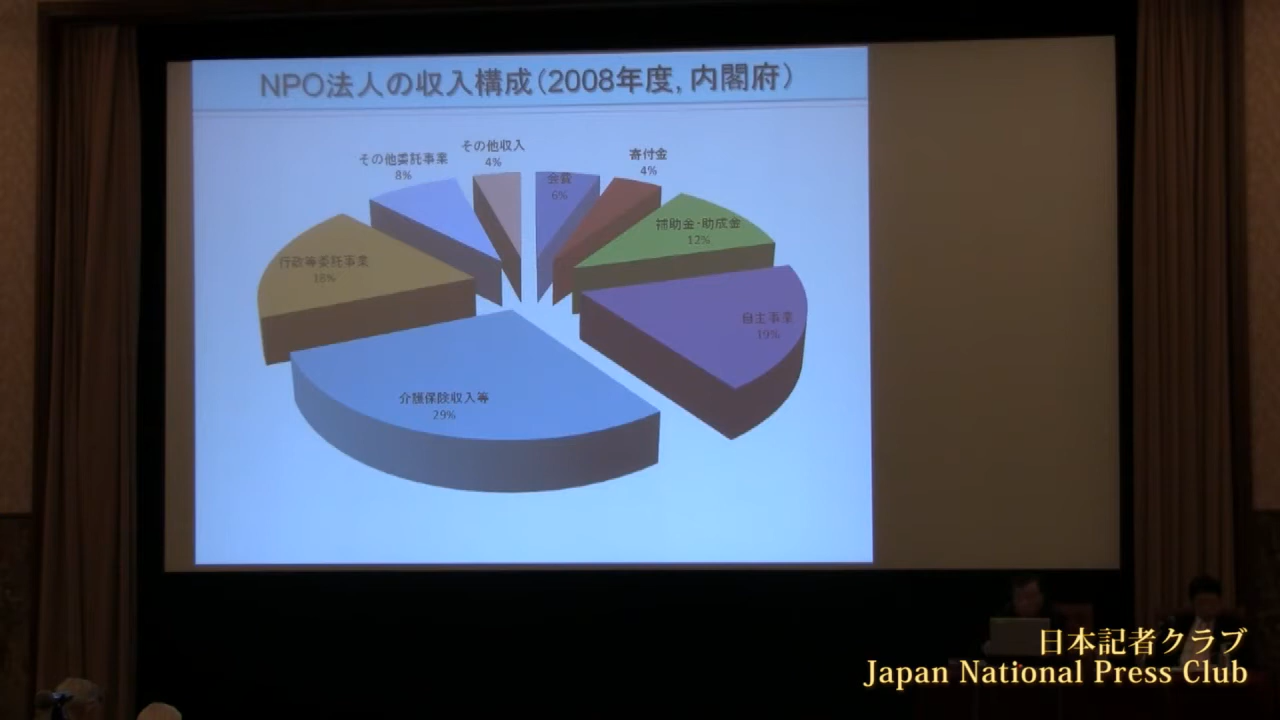 NPO法人の収入構成(2008年度,内閣府)
その他収入
4%
会費
6%
寄付金
4%
補助金・助成金
12%
自主事業
19%
介護保険収入等
29%
行政等委託事業
18%
その他委託事業
8%
日本記者クラブ
Japan National Press Club